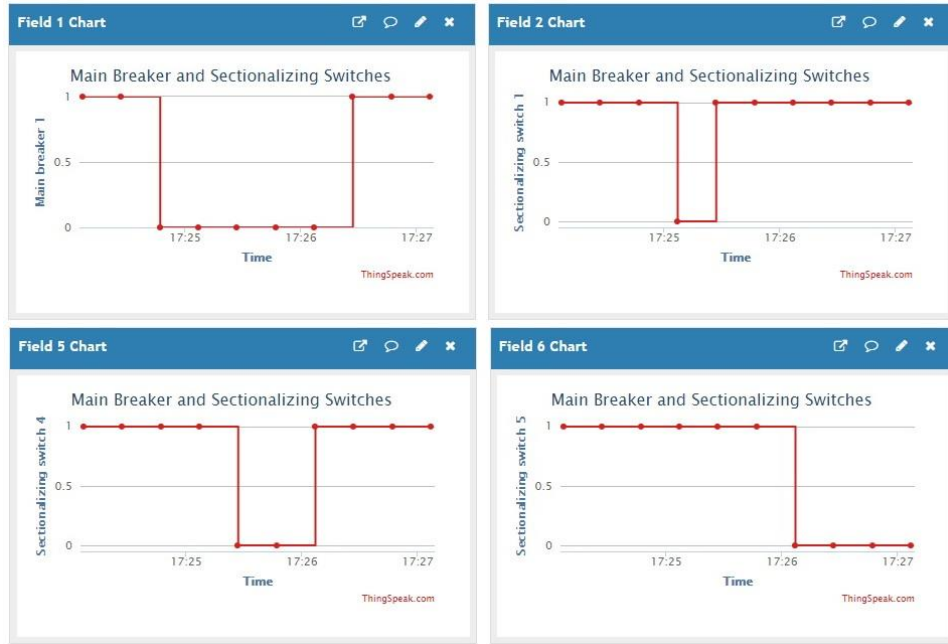 Field 1 Chart
Main Breaker and Sectionalizing Switches
Main breaker 1
1
0.5
0
17:25 17:26 17:27
Time
ThingSpeak.com
Field 2 Chart
Main Breaker and Sectionalizing Switches
Sectionalizing switch 1
1
0.5
0
17:25 17:26 17:27
Time
ThingSpeak.com
Field 5 Chart
Main Breaker and Sectionalizing Switches
Sectionalizing switch 4
1
0.5
0
17:25 17:26 17:27
Time
ThingSpeak.com
Field 6 Chart
Main Breaker and Sectionalizing Switches
Sectionalizing switch 5
1
0.5
0
17:25 17:26 17:27
Time
ThingSpeak.com